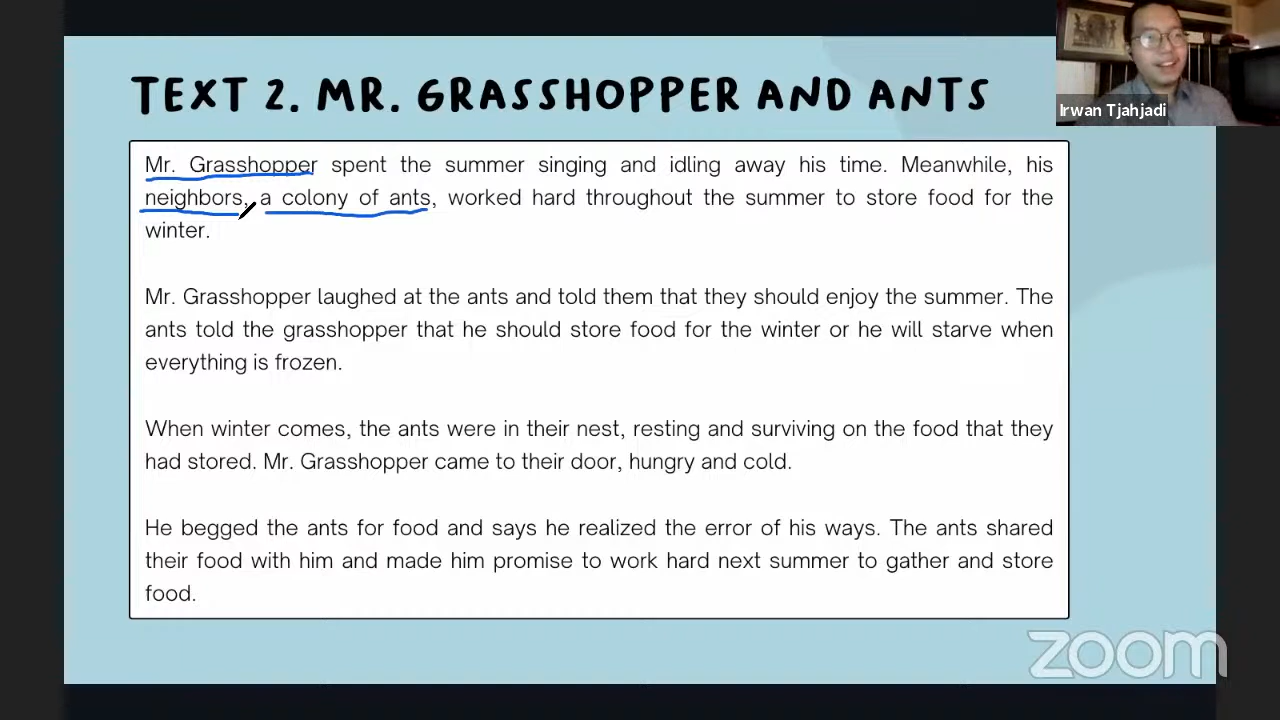 TEXT 2. MR. GRASSHOPPER AND ANTS
Irwan Tjahjadi
Mr. Grasshopper spent the summer singing and idling away his time. Meanwhile, his
neighbors, a colony of ants, worked hard throughout the summer to store food for the
winter.
Mr. Grasshopper laughed at the ants and told them that they should enjoy the summer. The
ants told the grasshopper that he should store food for the winter or he will starve when
everything is frozen.
When winter comes, the ants were in their nest, resting and surviving on the food that they
had stored. Mr. Grasshopper came to their door, hungry and cold.
He begged the ants for food and says he realized the error of his ways. The ants shared
their food with him and made him promise to work hard next summer to gather and store
food.
zoom